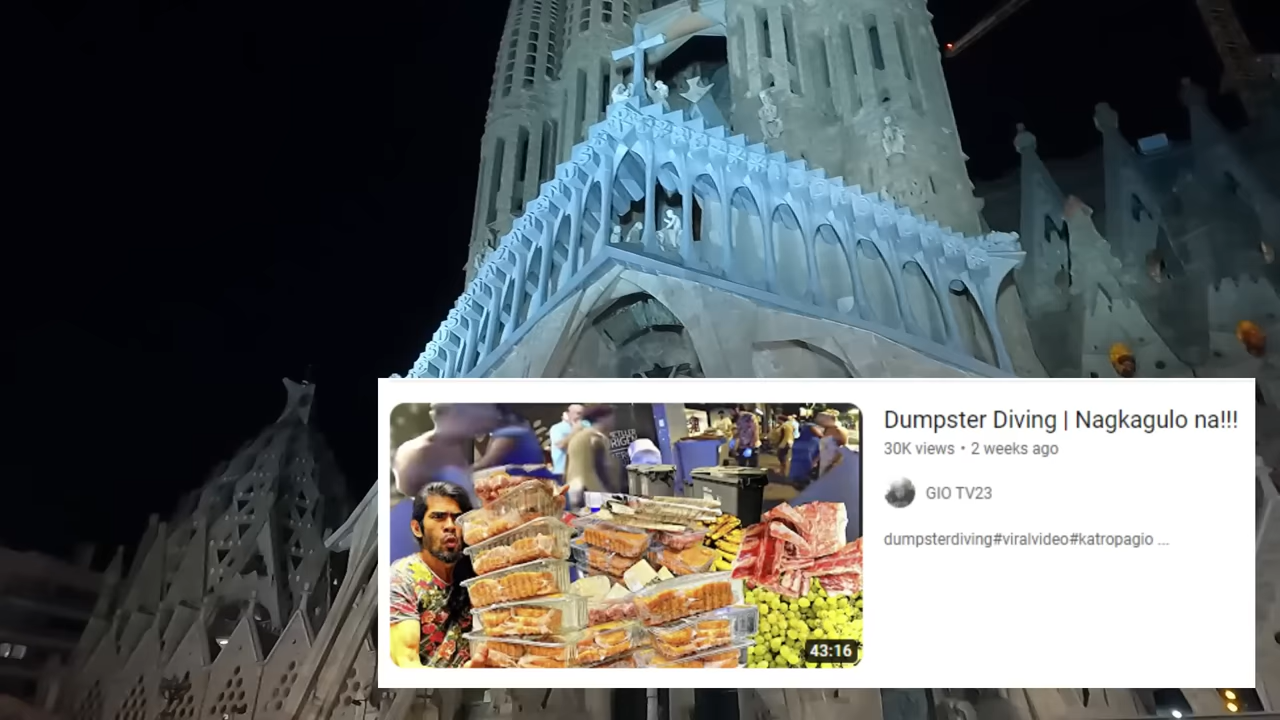 Dumpster Diving | Nagkagulo na!!!
30K views • 2 weeks ago
GIO TV23
dumpsterdiving#viralvideo#katropagio ...
43:16